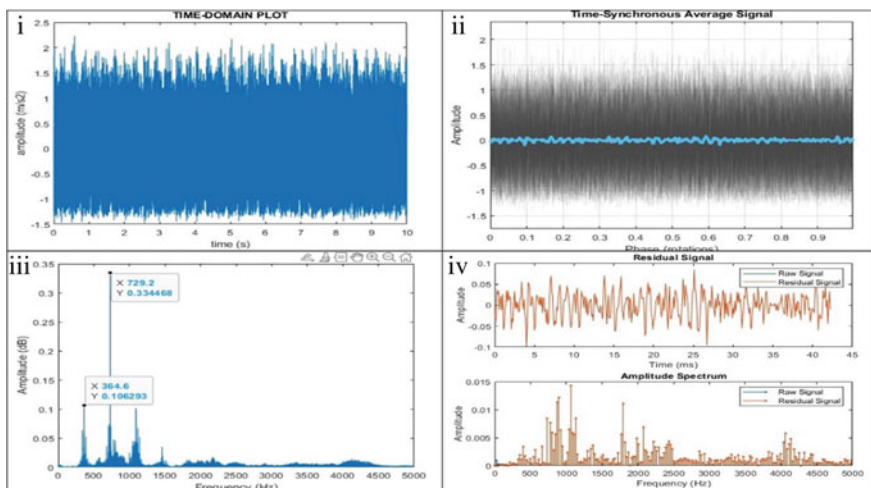 i
TIME-DOMAIN PLOT
amplitude (m/s2)
2.5
2
1.5
1
0.5
0
-0.5
-1
-1.5
0 1 2 3 4 5 6 7 8 9 10
time (s)
ii
Time-Synchronous Average Signal
Amplitude
2
1.5
1
0.5
0
-0.5
-1
-1.5
0 0.1 0.2 0.3 0.4 0.5 0.6 0.7 0.8 0.9
Phase (rotations)
iii
Amplitude (dB)
0.35
0.3
0.25
0.2
0.15
0.1
0.05
0
X 729.2
Y 0.334468
X 364.6
Y 0.106293
0 500 1000 1500 2000 2500 3000 3500 4000 4500 5000
Frequency (Hz)
iv
Residual Signal
Amplitude
0.1
0.05
0
-0.05
-0.1
Raw Signal
Residual Signal
0 5 10 15 20 25 30 35 40 45
Time (ms)
Amplitude Spectrum
Amplitude
0.015
0.01
0.005
0
Raw Signal
Residual Signal
0 500 1000 1500 2000 2500 3000 3500 4000 4500 5000
Frequency (Hz)